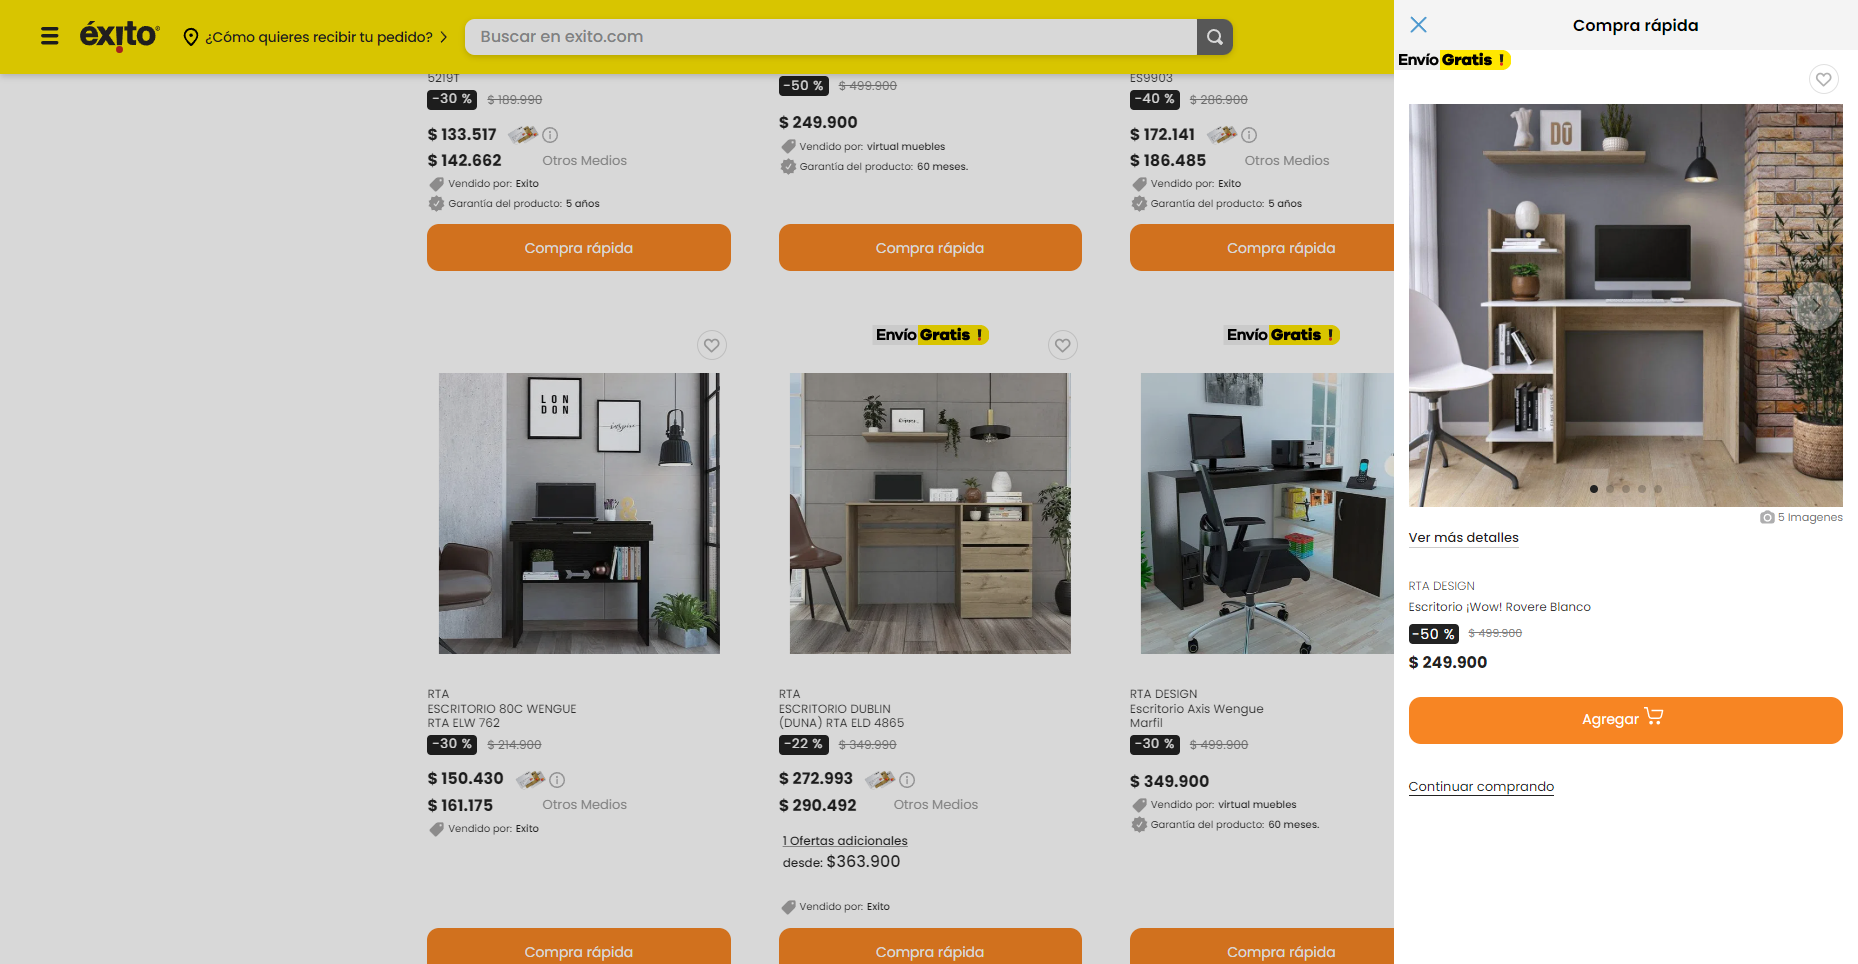 éxito
¿Cómo quieres recibir tu pedido?
Buscar en exito.com
5219T
-30 % $ 189.990
$ 133.517
$ 142.662 Otros Medios
Vendido por: Exito
Garantía del producto: 5 años
Compra rápida
-50 % $ 499.900
$ 249.900
Vendido por: virtual muebles
Garantía del producto: 60 meses.
Compra rápida
ES9903
-40 % $ 286.900
$ 172.141
$ 186.485 Otros Medios
Vendido por: Exito
Garantía del producto: 5 años
Compra rápida
LON
DON
inspire
RTA
ESCRITORIO 80C WENGUE
RTA ELW 762
-30 % $ 214.900
$ 150.430
$ 161.175 Otros Medios
Vendido por: Exito
Compra rápida
Envío Gratis !
RTA
ESCRITORIO DUBLIN
(DUNA) RTA ELD 4865
-22 % $ 349.990
$ 272.993
$ 290.492 Otros Medios
1 Ofertas adicionales
desde: $363.900
Vendido por: Exito
Compra rápida
Envío Gratis !
RTA DESIGN
Escritorio Axis Wengue
Marfil
-30 % $ 499.900
$ 349.900
Vendido por: virtual muebles
Garantía del producto: 60 meses.
Compra rápida
Compra rápida
Envío Gratis !
5 Imagenes
Ver más detalles
RTA DESIGN
Escritorio ¡Wow! Rovere Blanco
-50 % $ 499.900
$ 249.900
Agregar
Continuar comprando